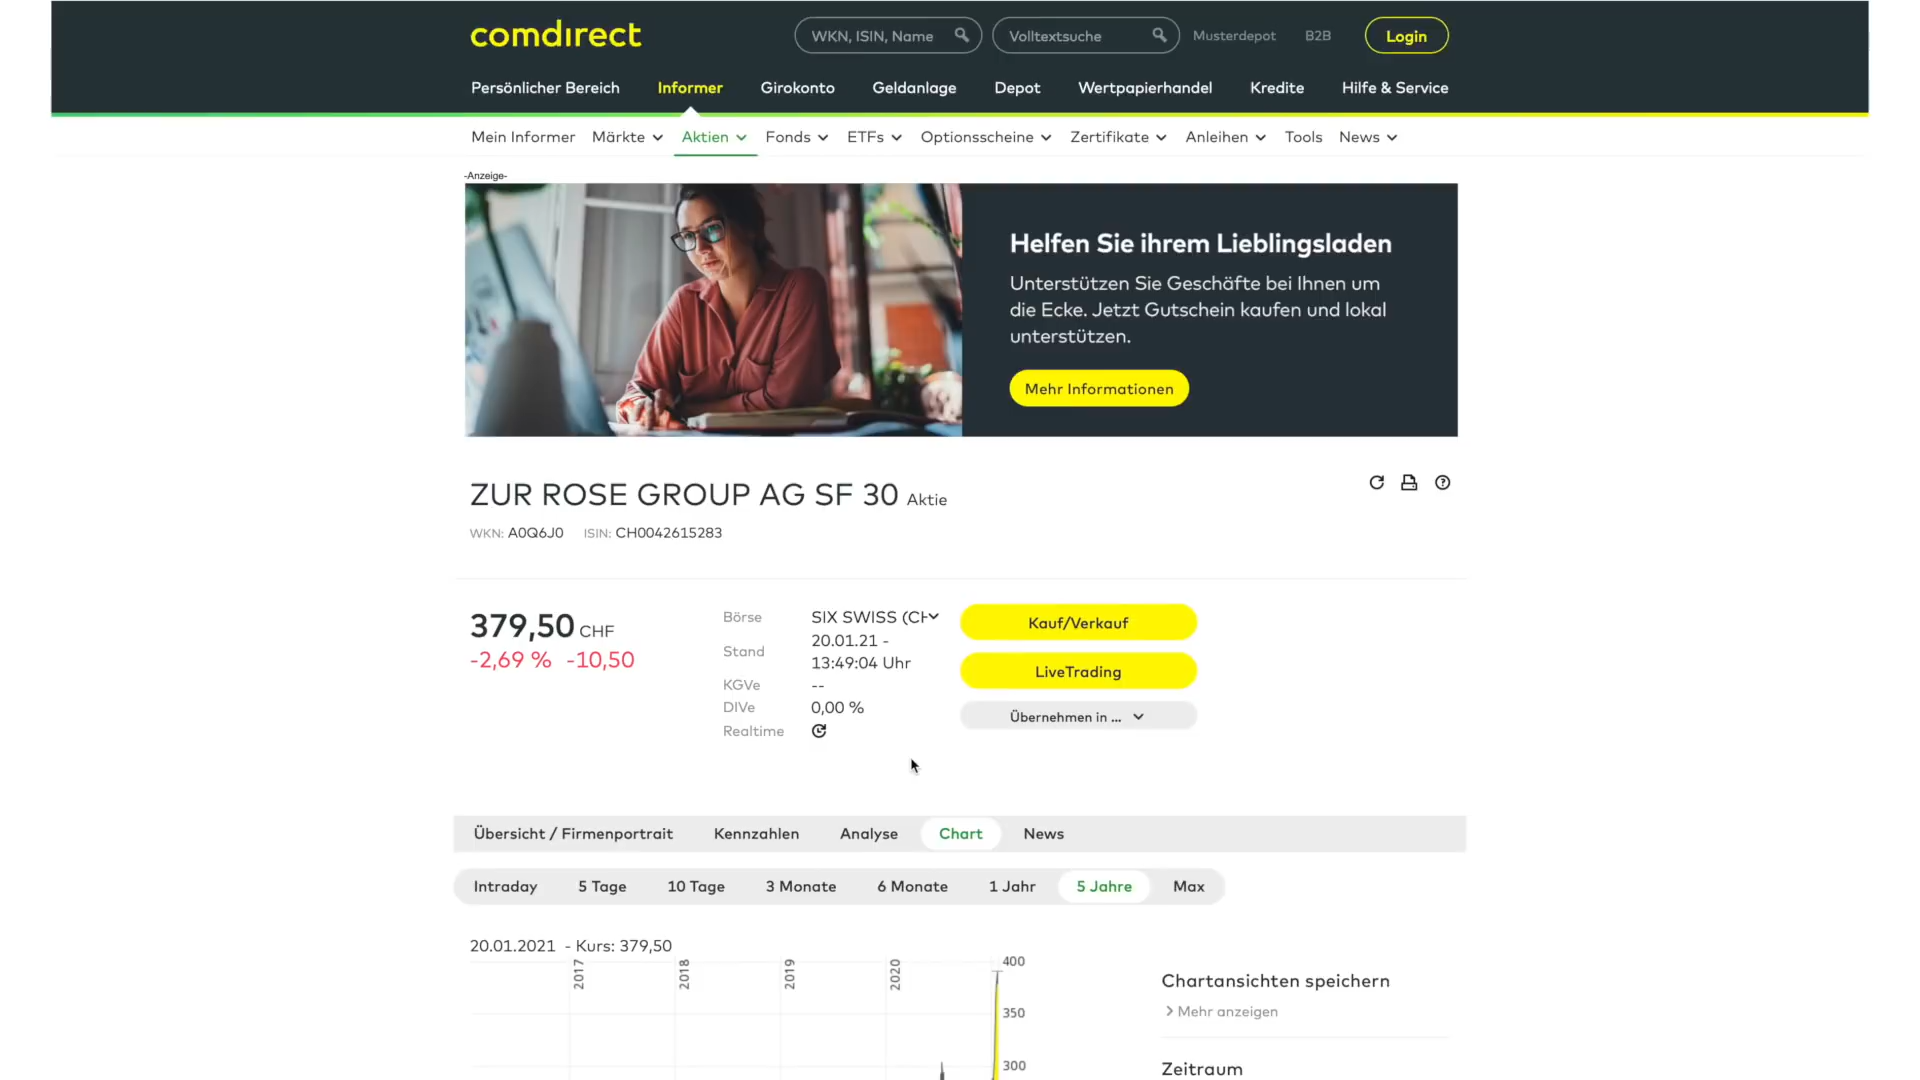 comdirect
WKN, ISIN, Name
Volltextsuche
Musterdepot
B2B
Login
Persönlicher Bereich
Informer
Girokonto
Geldanlage
Depot
Wertpapierhandel
Kredite
Hilfe & Service
Mein Informer
Märkte
Aktien
Fonds
ETFs
Optionsscheine
Zertifikate
Anleihen
Tools
News
-Anzeige-
Helfen Sie ihrem Lieblingsladen
Unterstützen Sie Geschäfte bei Ihnen um
die Ecke. Jetzt Gutschein kaufen und lokal
unterstützen.
Mehr Informationen
ZUR ROSE GROUP AG SF 30 Aktie
WKN: A0Q6J0 ISIN: CH0042615283
379,50 CHF
-2,69 % -10,50
Börse SIX SWISS (CH
Stand 20.01.21 -
13:49:04 Uhr
KGVe --
DIVe 0,00 %
Realtime
Kauf/Verkauf
LiveTrading
Übernehmen in ...
Übersicht / Firmenportrait
Kennzahlen
Analyse
Chart
News
Intraday
5 Tage
10 Tage
3 Monate
6 Monate
1 Jahr
5 Jahre
Max
20.01.2021 - Kurs: 379,50
2017
2018
2019
2020
400
350
300
Chartansichten speichern
Mehr anzeigen
Zeitraum